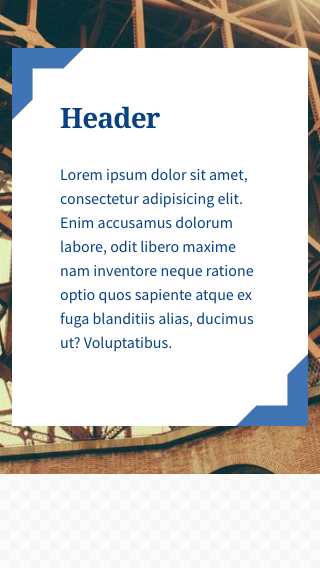 Header
Lorem ipsum dolor sit amet,
consectetur adipisicing elit.
Enim accusamus dolorum
labore, odit libero maxime
nam inventore neque ratione
optio quos sapiente atque ex
fuga blanditiis alias, ducimus
ut? Voluptatibus.